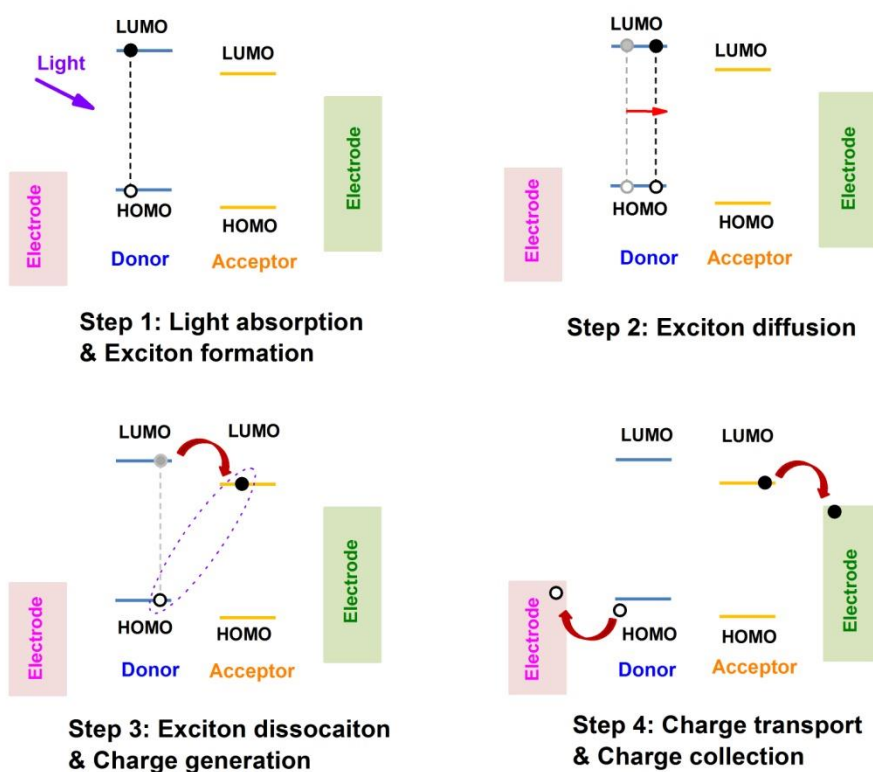 LUMO
LUMO
Light
HOMO
HOMO
Electrode
Electrode
Donor
Acceptor
Step 1: Light absorption
& Exciton formation
LUMO
LUMO
HOMO
HOMO
Electrode
Electrode
Donor
Acceptor
Step 2: Exciton diffusion
LUMO
LUMO
HOMO
HOMO
Electrode
Electrode
Donor
Acceptor
Step 3: Exciton dissocaiton
& Charge generation
LUMO
LUMO
HOMO
HOMO
Electrode
Electrode
Donor
Acceptor
Step 4: Charge transport
& Charge collection